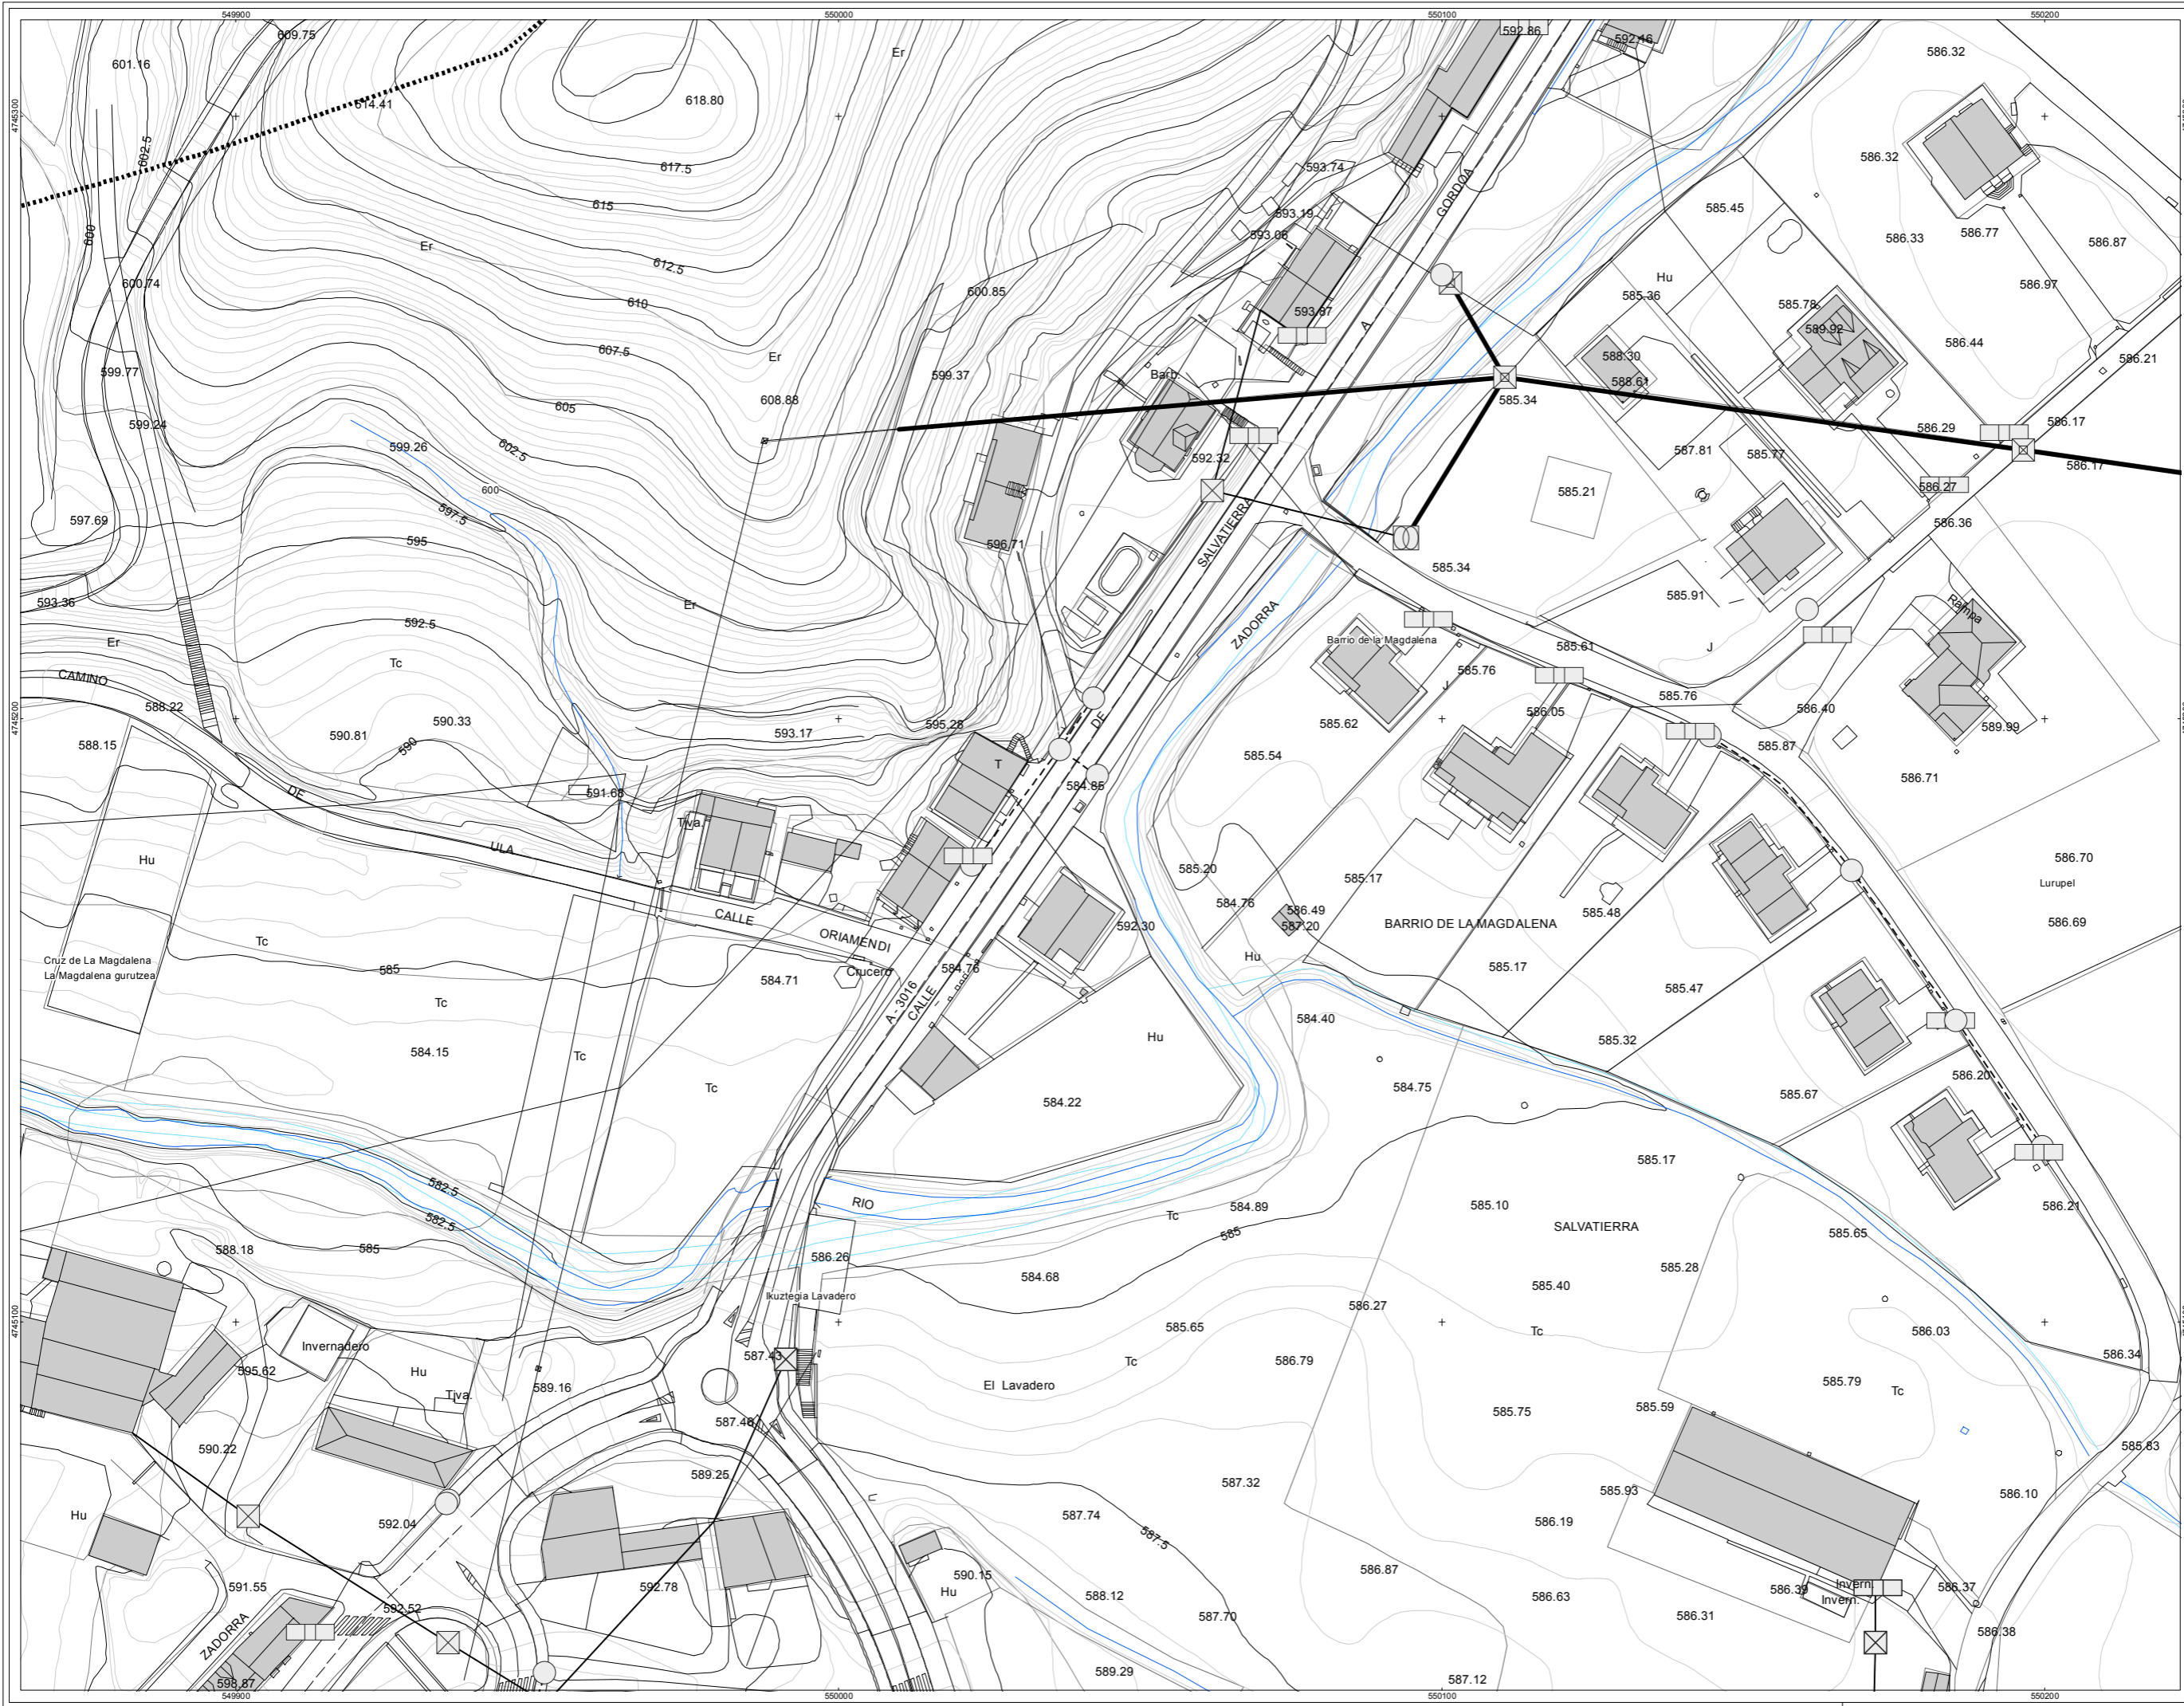 549900
550000
550100
550200
609.75
592.86
592.46
601.16
Er
586.32
614.41
618.80
4745300
602.5
617.5
593.74
586.32
615
GORDOA
585.45
593.19
600
593.06
586.33
586.77
586.87
Er
612.5
600.74
600.85
Hu
586.97
610
585.36
585.78
593.87
A
589.92
607.5
Er
586.44
586.21
588.30
599.77
599.37
Barb.
588.61
608.88
585.34
605
599.24
586.29
586.17
599.26
602.5
592.32
587.81
585.77
586.17
600
585.21
586.27
597.5
597.69
SALVATIERRA
586.36
595
596.71
585.34
593.36
Er
585.91
Rampa
592.5
ZADORRA
Er
Barrio de la Magdalena
585.61
J
Tc
585.76
CAMINO
J
585.76
588.22
590.33
595.28
DE
585.62
586.05
586.40
589.99
4745200
588.15
590.81
590
593.17
585.54
585.87
T
586.71
DE
591.68
584.85
Tiva.
ULA
Hu
585.20
585.17
586.70
Lurupel
584.76
586.49
585.48
CALLE
592.30
587.20
BARRIO DE LA MAGDALENA
586.69
Tc
ORIAMENDI
Hu
Cruz de La Magdalena
La Magdalena gurutzea
585
Crucero
584.76
585.17
584.71
585.47
Tc
A - 3016
CALLE
584.40
584.15
Tc
Hu
585.32
Tc
584.75
586.20
584.22
585.67
585.17
582.5
RIO
584.89
585.10
586.21
582.5
Tc
SALVATIERRA
585.65
588.18
585
586.26
585
584.68
585.28
585.40
Ikuztegia Lavadero
586.27
4745100
585.65
Tc
586.03
Invernadero
587.43
586.79
Tc
586.34
595.62
Hu
589.16
El Lavadero
585.79
Tc
Tiva.
585.75
585.59
587.46
590.22
585.83
589.25
587.32
585.93
586.10
Hu
592.04
587.74
586.19
587.5
586.87
590.15
Invern.
586.39
586.37
591.55
592.78
Hu
588.12
586.63
Invern.
592.52
587.70
586.31
ZADORRA
586.38
589.29
587.12
598.87
549900
550000
550100
550200